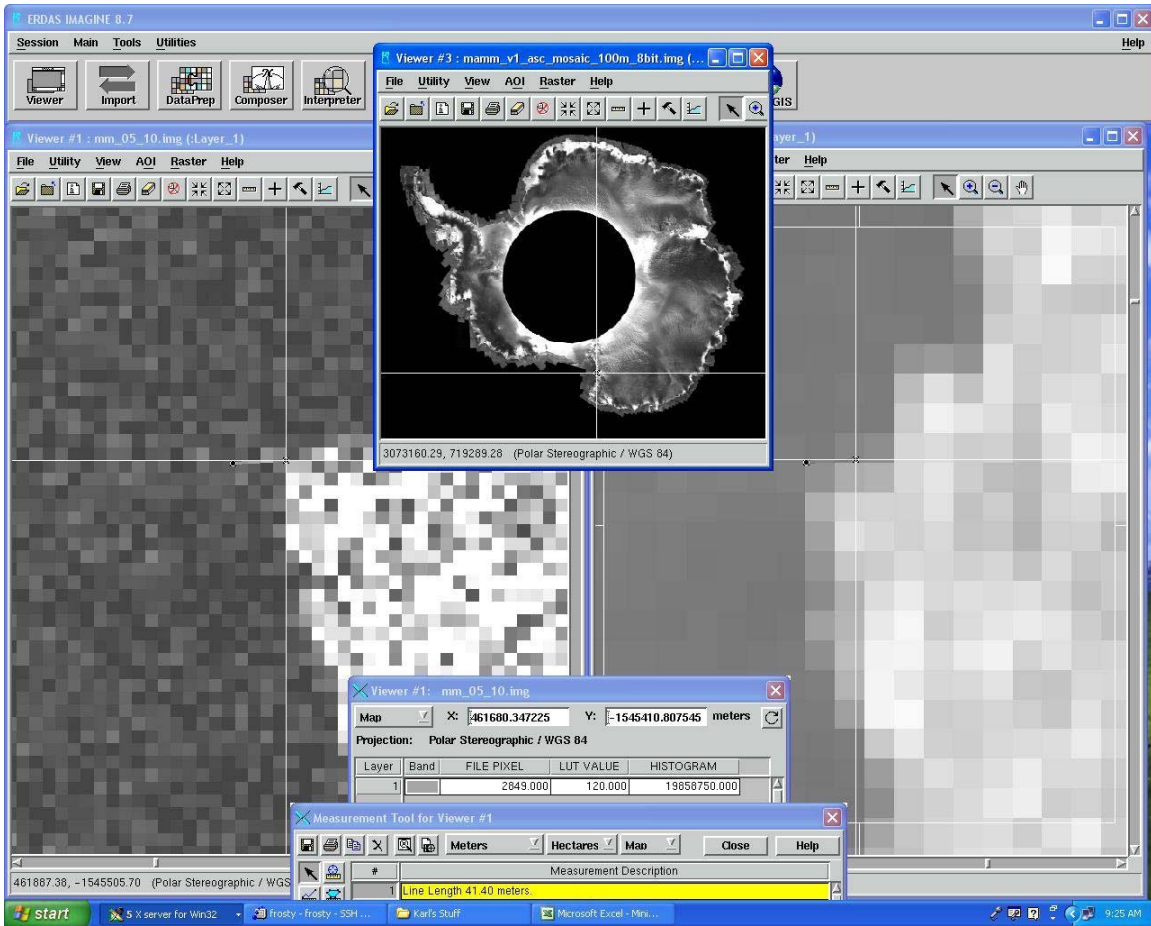 ERDAS IMAGINE 8.7
Session Main Tools Utilities Help
Viewer Import DataPrep Composer Interpreter GIS
Viewer #3 : mamm_v1_asc_mosaic_100m_8bit.img (...
File Utility View AOI Raster Help
3073160.29, 719289.28 (Polar Stereographic / WGS 84)
Viewer #1 : mm_05_10.img (:Layer_1)
File Utility View AOI Raster Help
461887.38, -1545505.70 (Polar Stereographic / WGS
ayer_1)
ter Help
Viewer #1: mm_05_10.img
Map X: 461680.347225 Y: -1545410.807545 meters
Projection: Polar Stereographic / WGS 84
Layer Band FILE PIXEL LUT VALUE HISTOGRAM
1 2849.000 120.000 19858750.000
Measurement Tool for Viewer #1
Meters Hectares Map Close Help
# Measurement Description
1 Line Length 41.40 meters.
start 5 X server for Win32 frosty - frosty - SSH ... Karl's Stuff Microsoft Excel - Mini... 9:25 AM